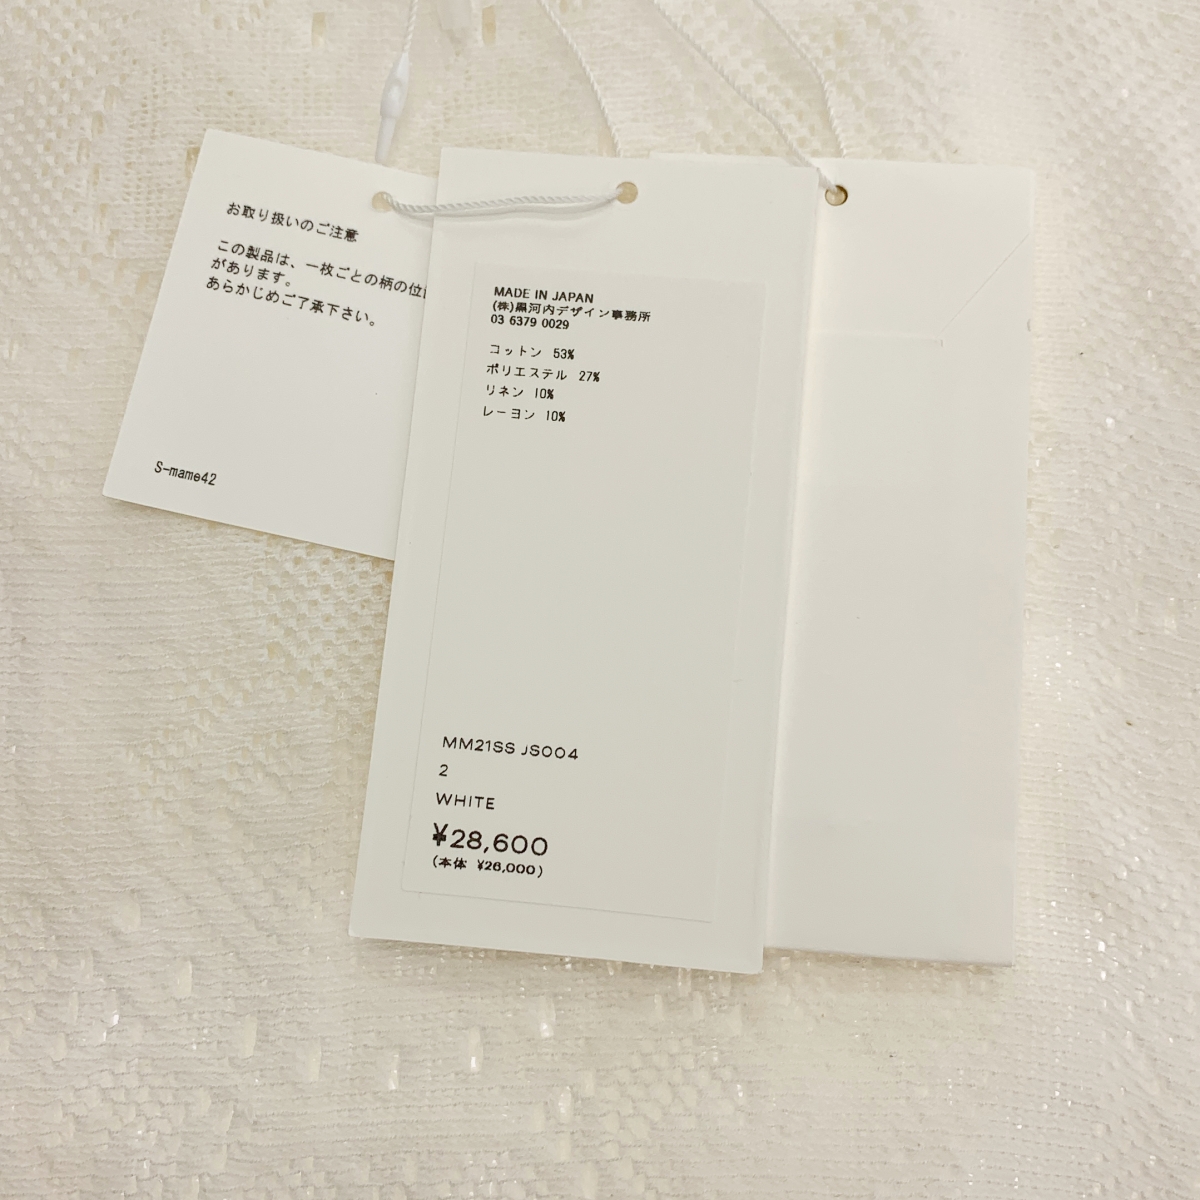 お取り扱いのご注意
この製品は、一枚ごとの柄の位
があります。
あらかじめご了承下さい。
S-mame42
MADE IN JAPAN
(株)黒河内デザイン事務所
03 6379 0029
コットン 53%
ポリエステル 27%
リネン 10%
レーヨン 10%
MM21SS JS004
2
WHITE
¥28,600
(本体 ¥26,000)